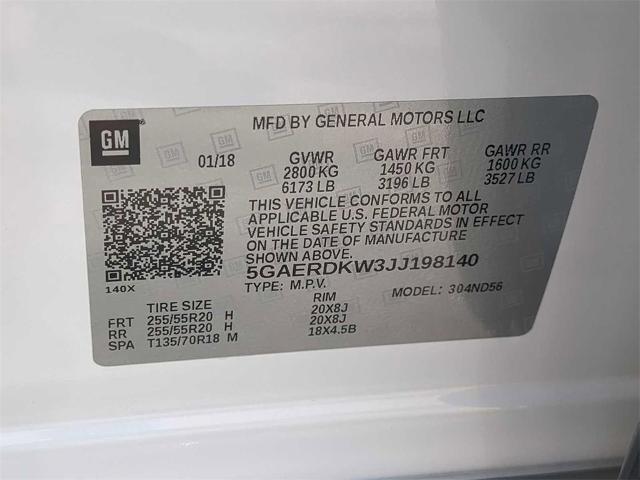 MFD BY GENERAL MOTORS LLC
GM
01/18 GVWR GAWR FRT GAWR RR
2800 KG 1450 KG 1600 KG
6173 LB 3196 LB 3527 LB
THIS VEHICLE CONFORMS TO ALL
APPLICABLE U.S. FEDERAL MOTOR
VEHICLE SAFETY STANDARDS IN EFFECT
ON THE DATE OF MANUFACTURE
SHOWN ABOVE.
5GAERDKW3JJ198140
140X
TYPE: M.P.V. MODEL: 304ND56
TIRE SIZE RIM
FRT 255/55R20 H 20X8J
RR 255/55R20 H 20X8J
SPA T135/70R18 M 18X4.5B